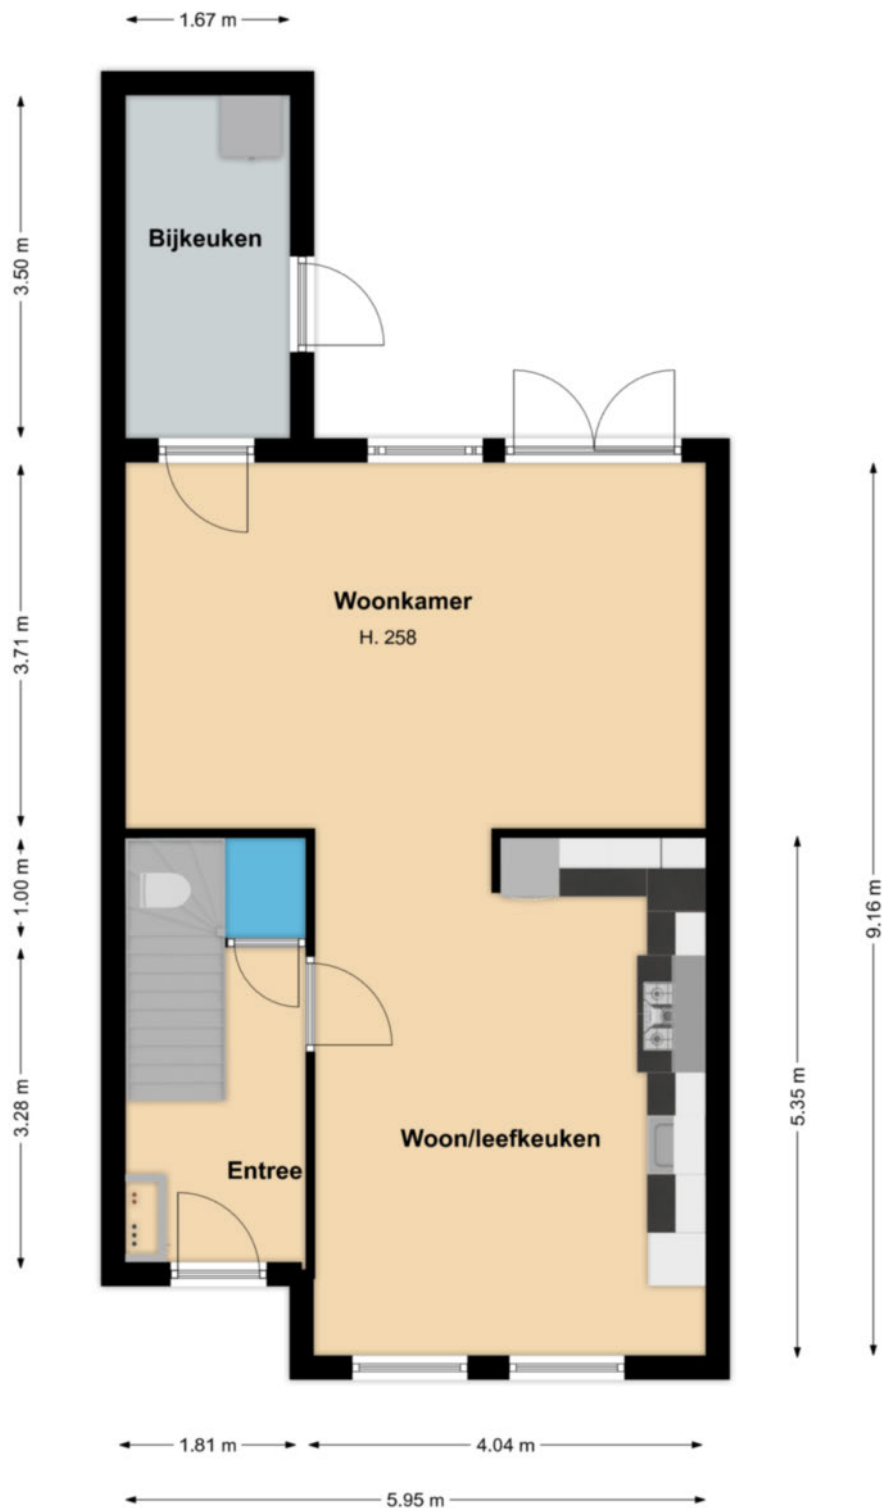 1.67 m
3.50 m
Bijkeuken
Woonkamer
H. 258
3.71 m
1.00 m
9.16 m
3.28 m
5.35 m
Woon/leefkeuken
Entree
1.81 m
4.04 m
5.95 m